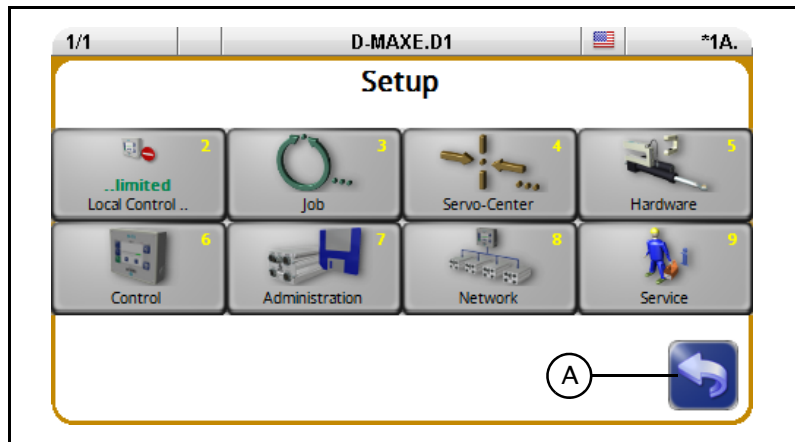 1/1 D-MAXE.D1 *1A.
Setup
2 3 4 5
..limited
Local Control .. Job Servo-Center Hardware
6 7 8 9
Control Administration Network Service
A